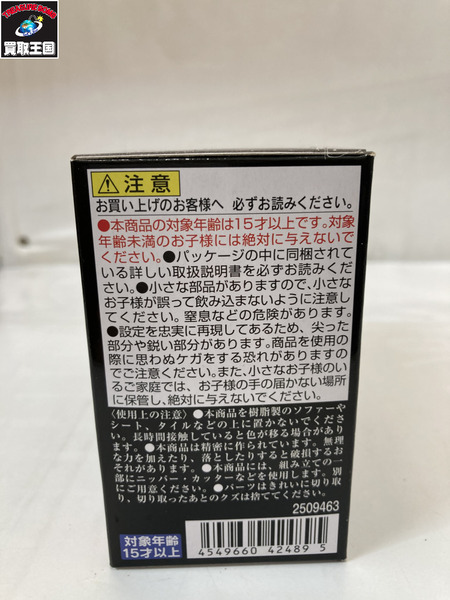 TREASURE KINGDOM
買取王国
注意
お買い上げのお客様へ 必ずお読みください。
●本商品の対象年齢は15才以上です。対象
年齢未満のお子様には絶対に与えないで
ください。●パッケージの中に同梱され
ている詳しい取扱説明書を必ずお読みくだ
さい。●小さな部品がありますので、小さな
お子様が誤って飲み込まないように注意し
てください。窒息などの危険があります。
●設定を忠実に再現してあるため、尖った
部分や鋭い部分があります。商品を使用の
際に思わぬケガをする恐れがありますので
でご注意ください。また、小さなお子様のい
るご家庭では、お子様の手の届かない場所
に保管し、絶対に与えないでください。
〈使用上の注意〉●本商品を樹脂製のソファーや
シート、タイルなどの上に置かないでくださ
い。長時間接触していると色が移る場合があり
ます。●本商品は精密に作られています。無理
な力を加えたり、落としたりすると破損するお
それがあります。●本商品には、組み立ての一
部にニッパー・カッターなどを使用します。別
にご用意ください。●パーツはきれいに切り取
り、切り取ったあとのクズは捨ててください。
2509463
対象年齢
15才以上
4549660 42489 5